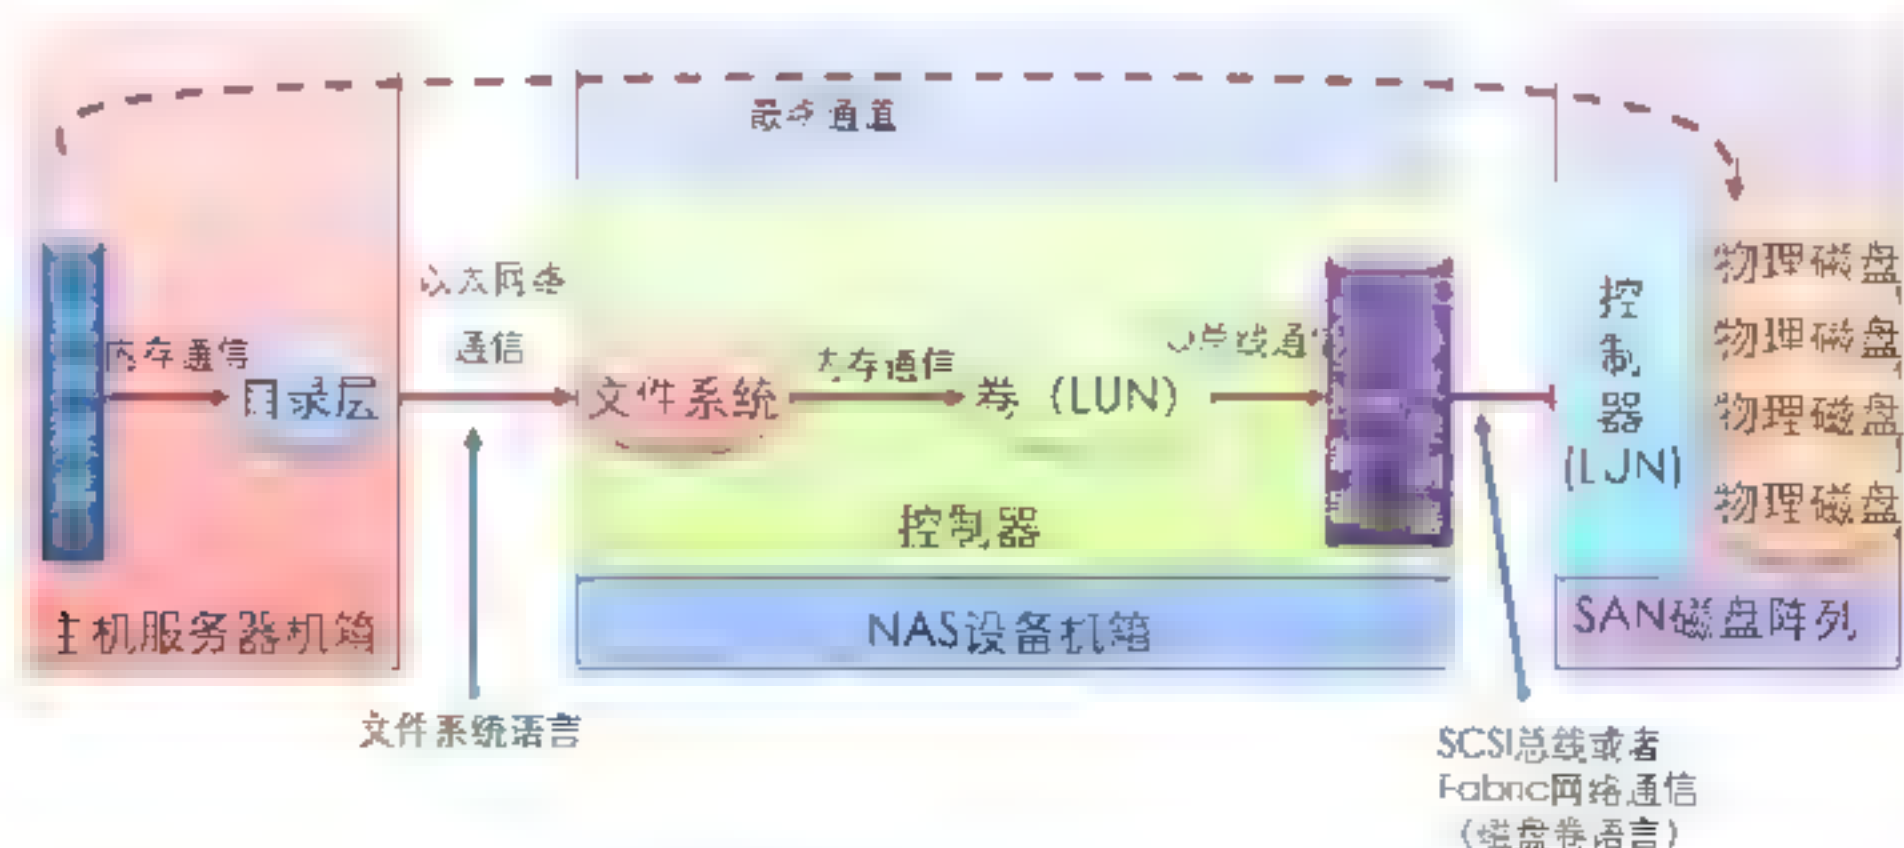 最终通道
以太网络
通信
内存通信
目录层
文件系统
内存通信
卷（LUN）
控制器
控
制
器
(LUN)
物理磁盘
物理磁盘
物理磁盘
物理磁盘
主机服务器机箱
NAS设备机箱
SAN磁盘阵列
文件系统语言
SCSI总线或者
Fabric网络通信
（磁盘卷语言）